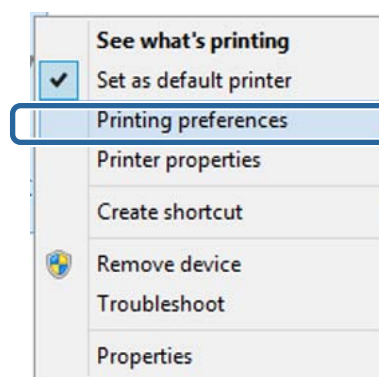 See what's printing
Set as default printer
Printing preferences
Printer properties
Create shortcut
Remove device
Troubleshoot
Properties